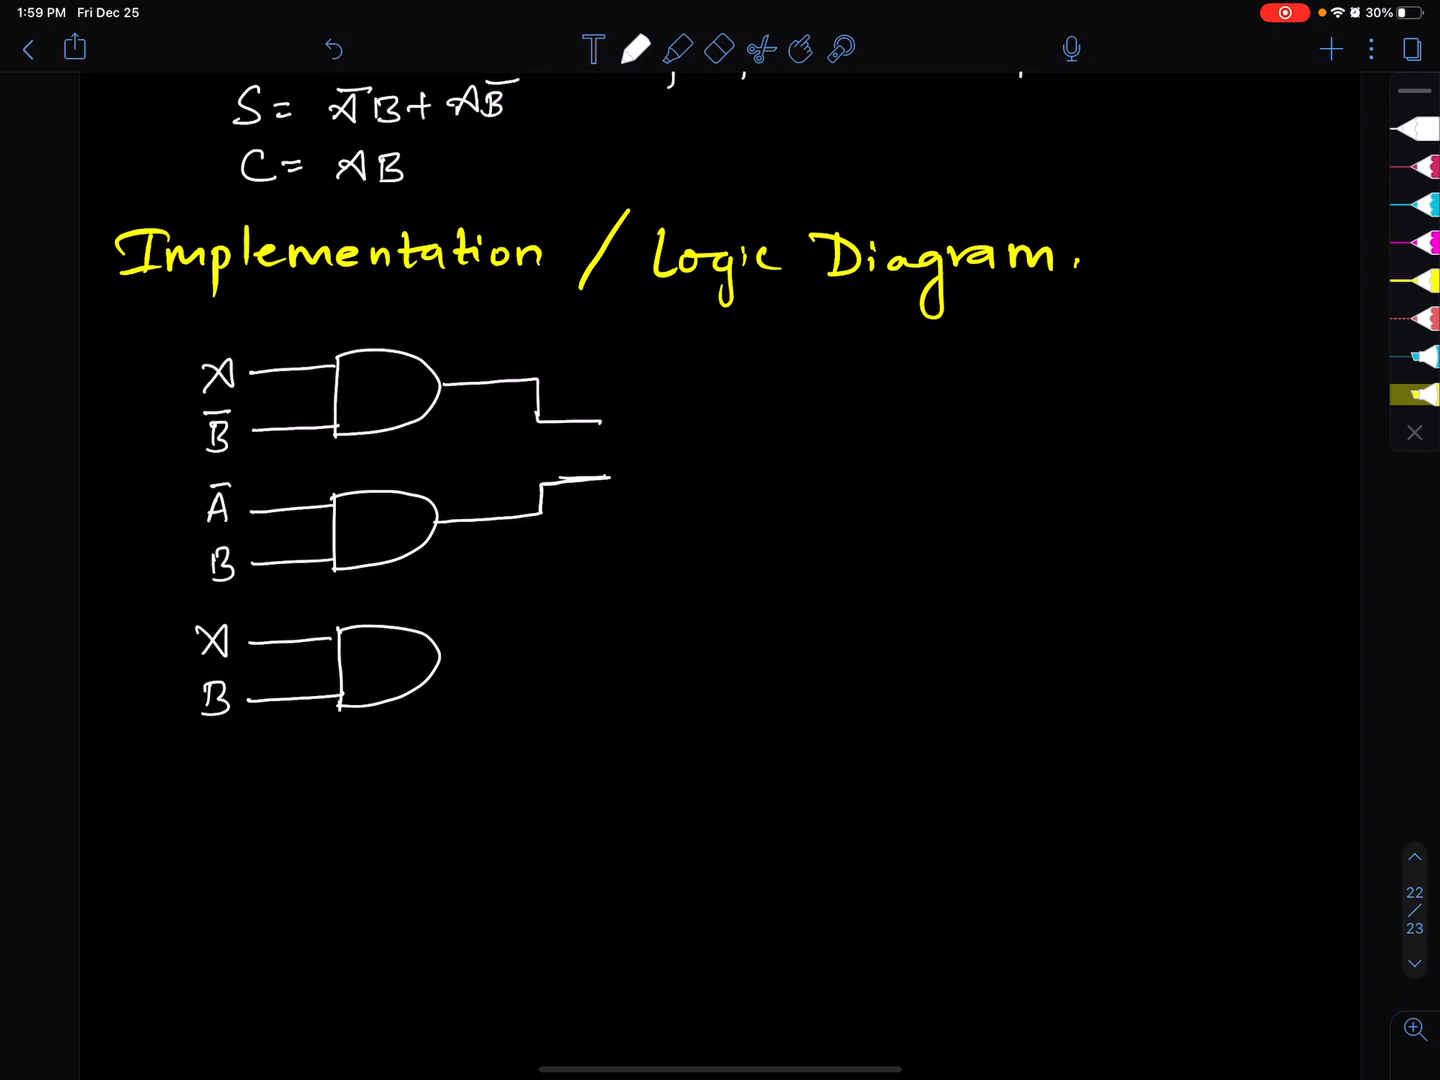 1:59 PM Fri Dec 25
30%
T
S = A̅B + AB̅
C = AB
Implementation / Logic Diagram.
A
B̅
A̅
B
A
B
22
/
23